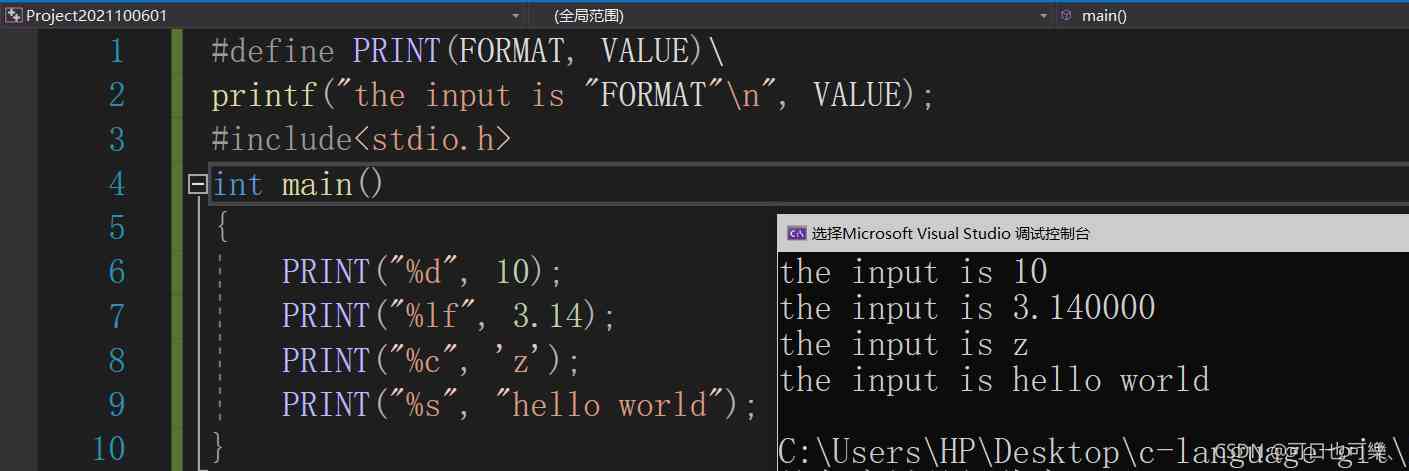 Project2021100601 (全局范围) main()
1 #define PRINT(FORMAT, VALUE)\
2 printf("the input is "FORMAT"\n", VALUE);
3 #include<stdio.h>
4 int main()
5 {
6 PRINT("%d", 10);
7 PRINT("%lf", 3.14);
8 PRINT("%c", 'z');
9 PRINT("%s", "hello world");
10 }
选择Microsoft Visual Studio 调试控制台
the input is 10
the input is 3.140000
the input is z
the input is hello world
C:\Users\HP\Desktop\c-language-git\
CSDN @可口也可樂、